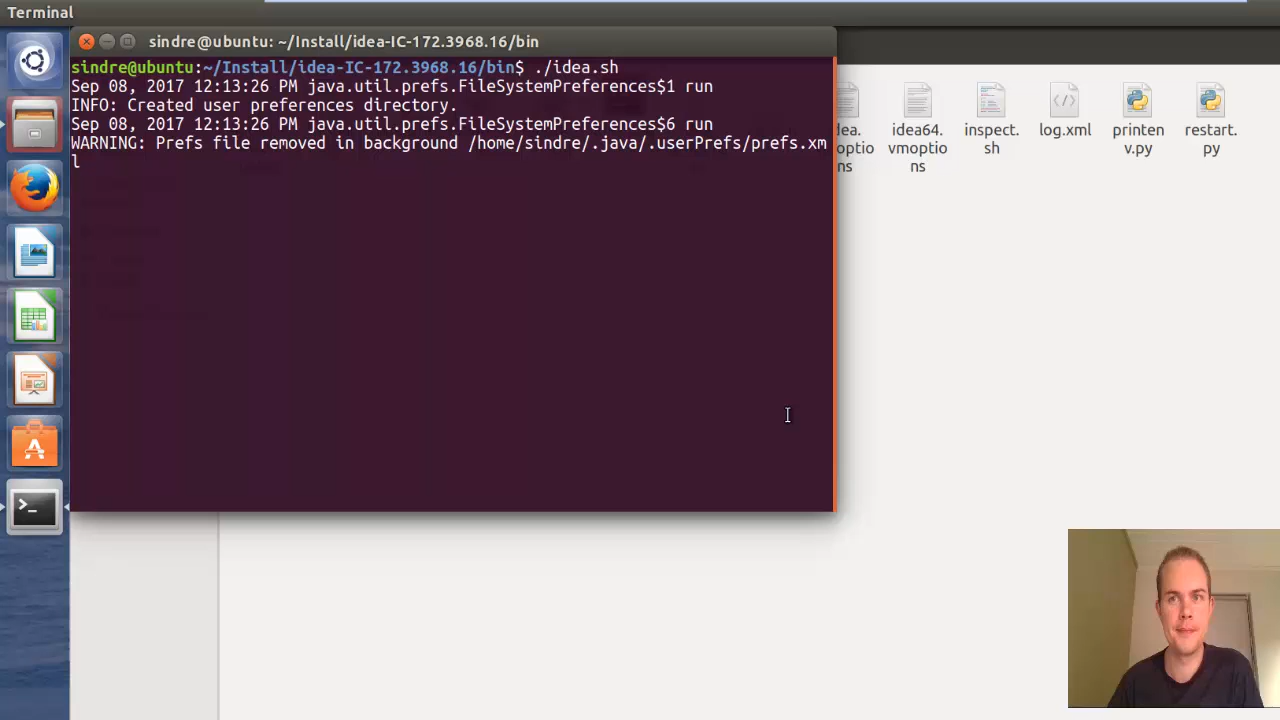 Terminal
sindre@ubuntu: ~/Install/idea-IC-172.3968.16/bin
sindre@ubuntu:~/Install/idea-IC-172.3968.16/bin$ ./idea.sh
Sep 08, 2017 12:13:26 PM java.util.prefs.FileSystemPreferences$1 run
INFO: Created user preferences directory.
Sep 08, 2017 12:13:26 PM java.util.prefs.FileSystemPreferences$6 run
WARNING: Prefs file removed in background /home/sindre/.java/.userPrefs/prefs.xm
l
dea.
moptio
ns
idea64.
vmoptio
ns
inspect.
sh
log.xml
printen
v.py
restart.
py